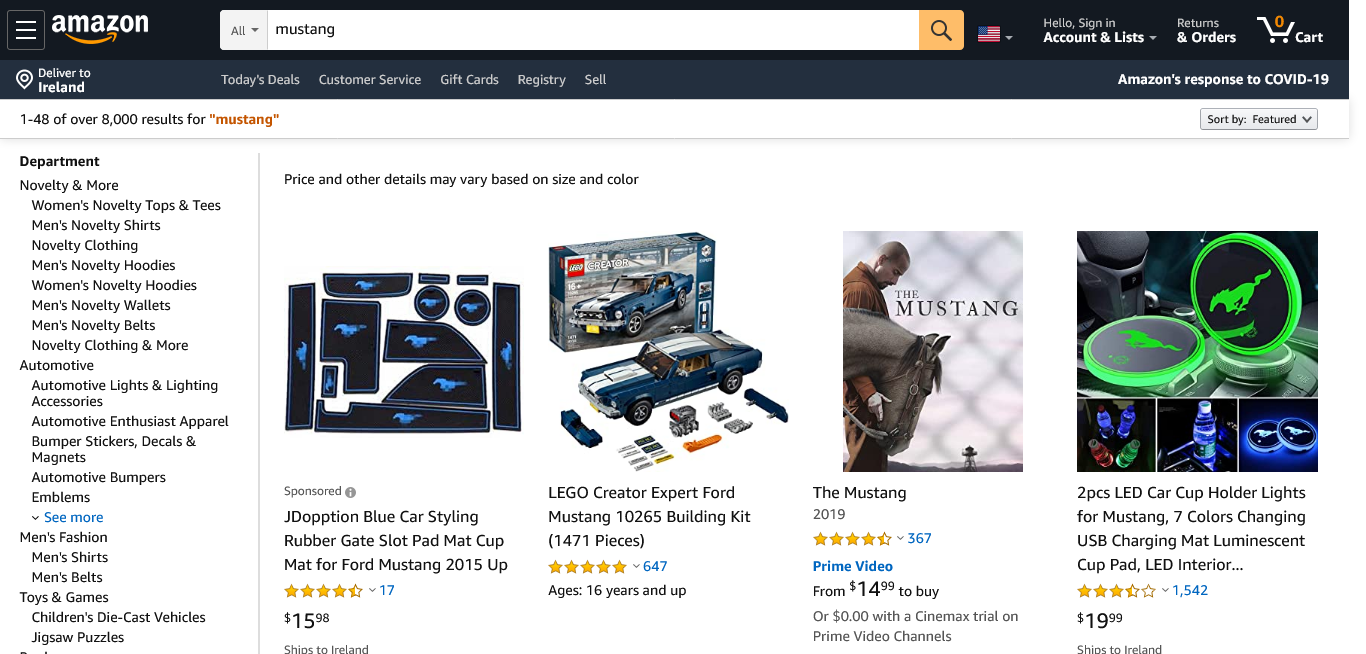 amazon
All
mustang
Hello, Sign in
Account & Lists
Returns
& Orders
0
Cart
Deliver to
Ireland
Today's Deals
Customer Service
Gift Cards
Registry
Sell
Amazon's response to COVID-19
1-48 of over 8,000 results for "mustang"
Sort by: Featured
Department
Novelty & More
Women's Novelty Tops & Tees
Men's Novelty Shirts
Novelty Clothing
Men's Novelty Hoodies
Women's Novelty Hoodies
Men's Novelty Wallets
Men's Novelty Belts
Novelty Clothing & More
Automotive
Automotive Lights & Lighting
Accessories
Automotive Enthusiast Apparel
Bumper Stickers, Decals &
Magnets
Automotive Bumpers
Emblems
See more
Men's Fashion
Men's Shirts
Men's Belts
Toys & Games
Children's Die-Cast Vehicles
Jigsaw Puzzles
Price and other details may vary based on size and color
Sponsored
JDopption Blue Car Styling
Rubber Gate Slot Pad Mat Cup
Mat for Ford Mustang 2015 Up
17
$15.98
Ships to Ireland
LEGO
CREATOR
16+
LEGO Creator Expert Ford
Mustang 10265 Building Kit
(1471 Pieces)
647
Ages: 16 years and up
THE
MUSTANG
The Mustang
2019
367
Prime Video
From $14.99 to buy
Or $0.00 with a Cinemax trial on
Prime Video Channels
2pcs LED Car Cup Holder Lights
for Mustang, 7 Colors Changing
USB Charging Mat Luminescent
Cup Pad, LED Interior...
1,542
$19.99
Ships to Ireland